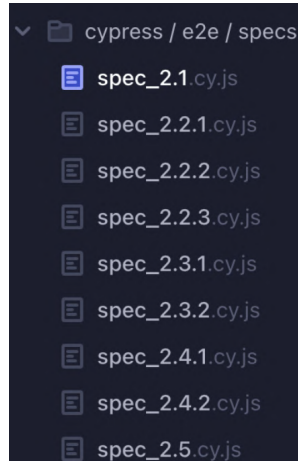 cypress / e2e / specs
spec_2.1.cy.js
spec_2.2.1.cy.js
spec_2.2.2.cy.js
spec_2.2.3.cy.js
spec_2.3.1.cy.js
spec_2.3.2.cy.js
spec_2.4.1.cy.js
spec_2.4.2.cy.js
spec_2.5.cy.js